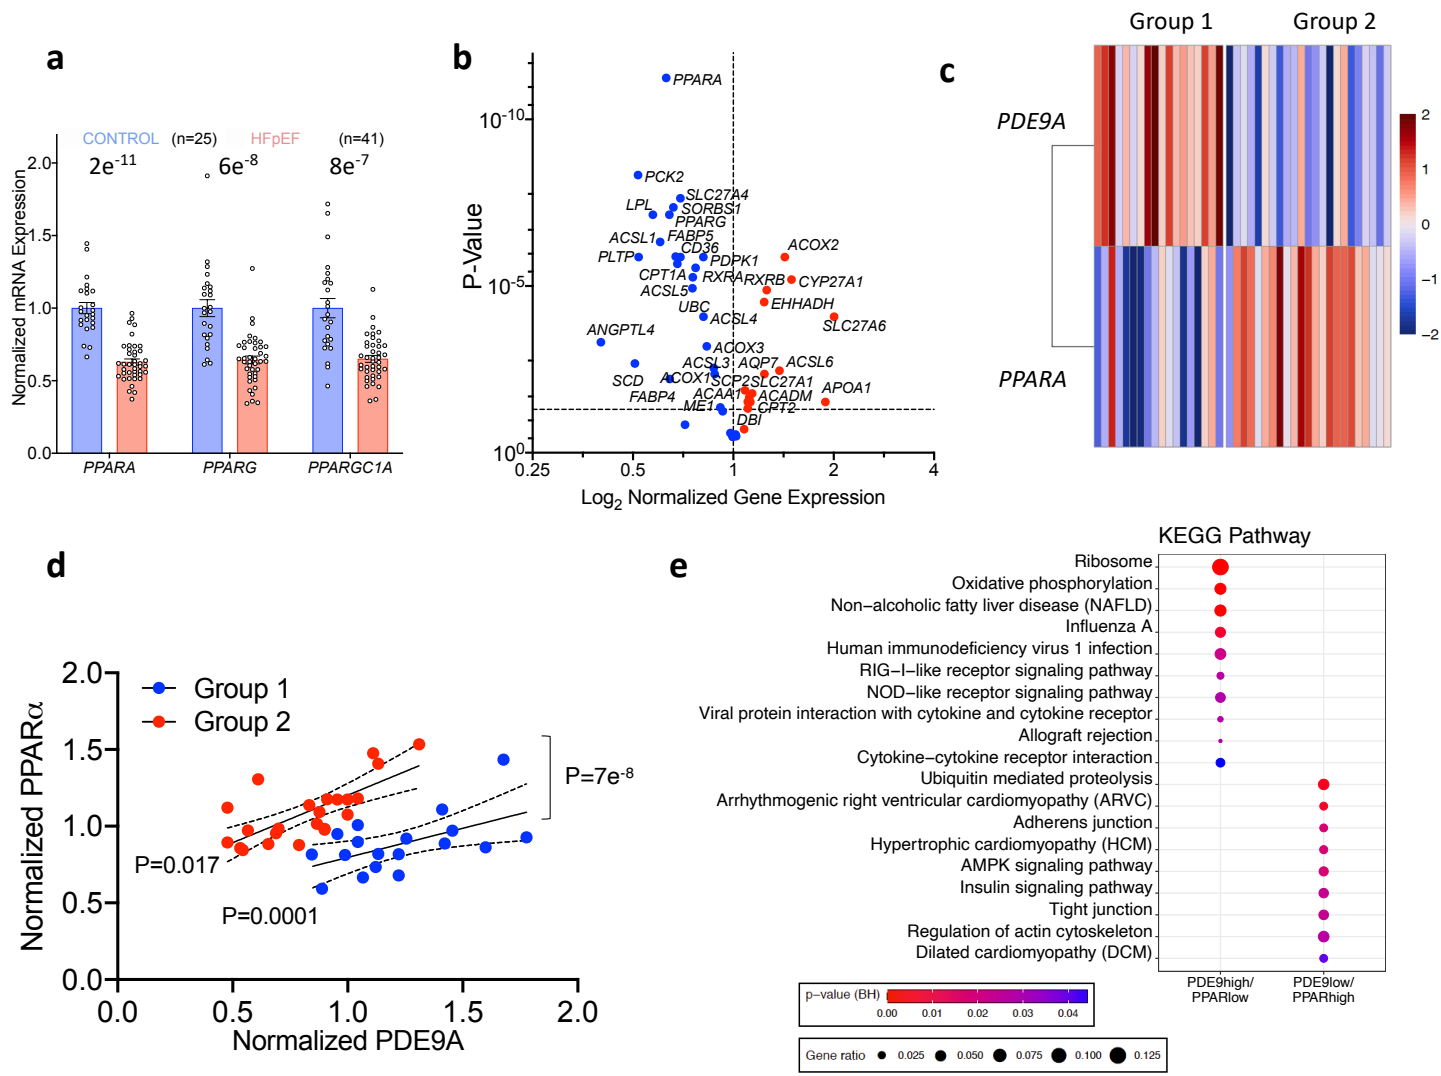 a
CONTROL (n=25) HFpEF (n=41)
2e-11 6e-8 8e-7
Normalized mRNA Expression
2.0
1.5
1.0
0.5
0.0
PPARA PPARG PPARGC1A
b
P-Value
10-10
10-5
100
PPARA
PCK2
SLC27A4
LPL
SORBS1
PPARG
ACSL1
FABP5
ACOX2
CD36
PLTP
PDPK1
CPT1A
RXRA
RXRB
CYP27A1
ACSL5
EHHADH
UBC
ACSL4
SLC27A6
ANGPTL4
ACOX3
ACSL3
AQP7
ACSL6
SCD
ACOX1
SCP2
SLC27A1
APOA1
FABP4
ACAA1
ACADM
ME1
CPT2
DBI
0.25 0.5 1 2 4
Log2 Normalized Gene Expression
c
Group 1 Group 2
PDE9A
PPARA
2
1
0
−1
−2
d
Normalized PPARα
2.0
1.5
1.0
0.5
0.0
Group 1
Group 2
P=7e-8
P=0.017
P=0.0001
0.0 0.5 1.0 1.5 2.0
Normalized PDE9A
e
KEGG Pathway
Ribosome
Oxidative phosphorylation
Non−alcoholic fatty liver disease (NAFLD)
Influenza A
Human immunodeficiency virus 1 infection
RIG−I−like receptor signaling pathway
NOD−like receptor signaling pathway
Viral protein interaction with cytokine and cytokine receptor
Allograft rejection
Cytokine−cytokine receptor interaction
Ubiquitin mediated proteolysis
Arrhythmogenic right ventricular cardiomyopathy (ARVC)
Adherens junction
Hypertrophic cardiomyopathy (HCM)
AMPK signaling pathway
Insulin signaling pathway
Tight junction
Regulation of actin cytoskeleton
Dilated cardiomyopathy (DCM)
PDE9high/ PDE9low/
PPARlow PPARhigh
p−value (BH)
0.00 0.01 0.02 0.03 0.04
Gene ratio 0.025 0.050 0.075 0.100 0.125